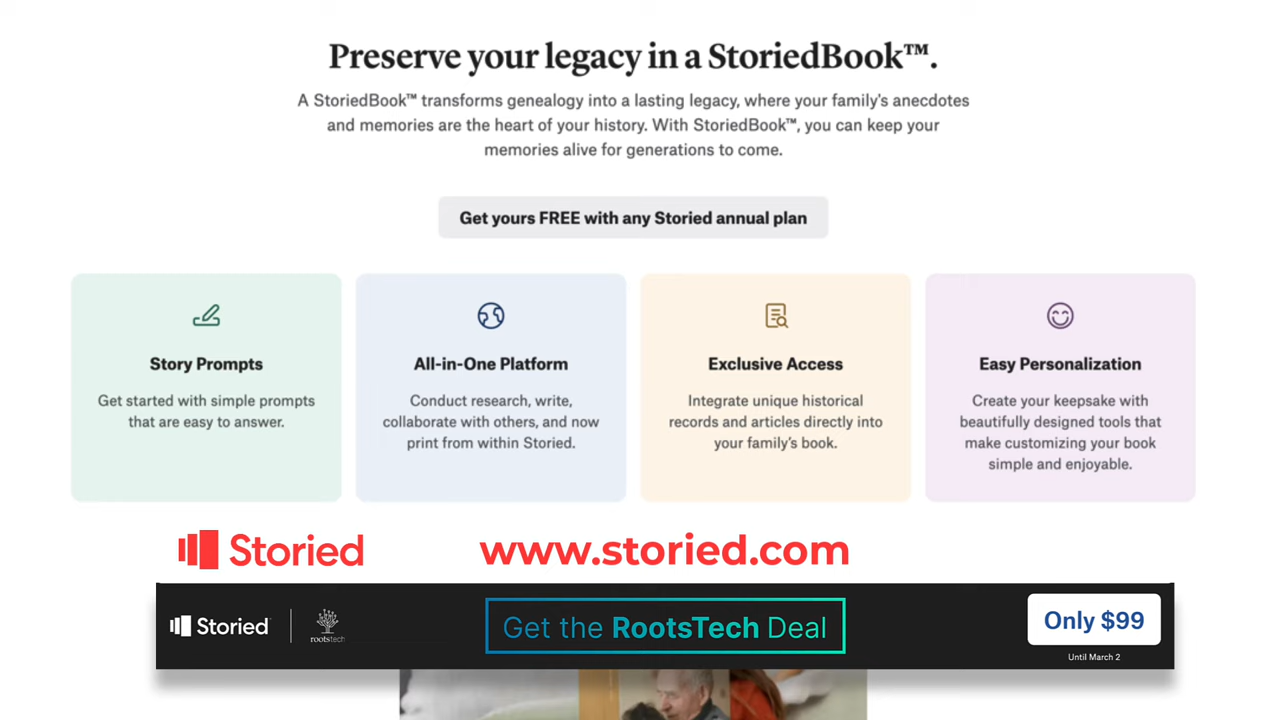 Preserve your legacy in a StoriedBook™.
A StoriedBook™ transforms genealogy into a lasting legacy, where your family's anecdotes
and memories are the heart of your history. With StoriedBook™, you can keep your
memories alive for generations to come.
Get yours FREE with any Storied annual plan
Story Prompts
Get started with simple prompts
that are easy to answer.
All-in-One Platform
Conduct research, write,
collaborate with others, and now
print from within Storied.
Exclusive Access
Integrate unique historical
records and articles directly into
your family's book.
Easy Personalization
Create your keepsake with
beautifully designed tools that
make customizing your book
simple and enjoyable.
Storied
www.storied.com
Storied
rootstech
Get the RootsTech Deal
Only $99
Until March 2